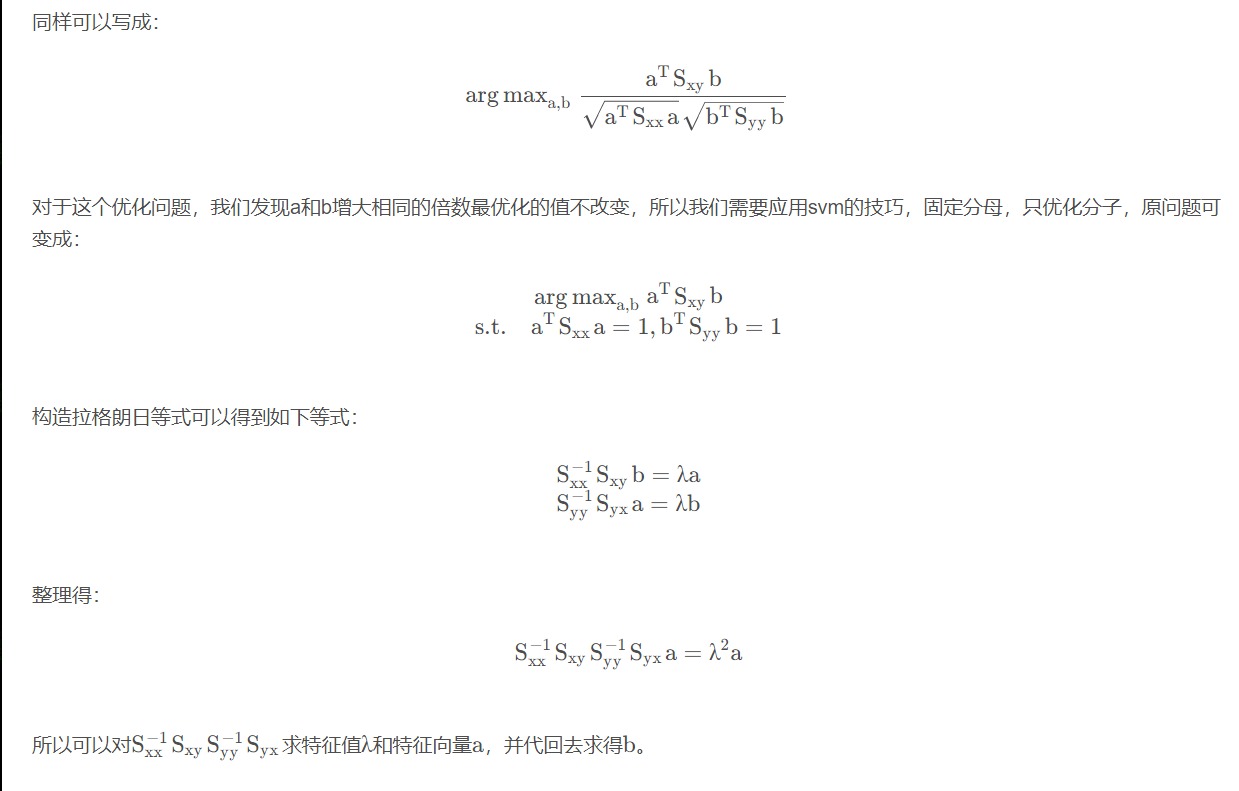 同样可以写成：
arg max_{a,b} \frac{a^T S_{xy} b}{\sqrt{a^T S_{xx} a} \sqrt{b^T S_{yy} b}}
对于这个优化问题，我们发现a和b增大相同的倍数最优化的值不改变，所以我们需要应用svm的技巧，固定分母，只优化分子，原问题可
变成：
arg max_{a,b} a^T S_{xy} b
s.t. a^T S_{xx} a = 1, b^T S_{yy} b = 1
构造拉格朗日等式可以得到如下等式：
S_{xx}^{-1} S_{xy} b = λa
S_{yy}^{-1} S_{yx} a = λb
整理得：
S_{xx}^{-1} S_{xy} S_{yy}^{-1} S_{yx} a = λ^2 a
所以可以对S_{xx}^{-1} S_{xy} S_{yy}^{-1} S_{yx} 求特征值λ和特征向量a，并代回去求得b。